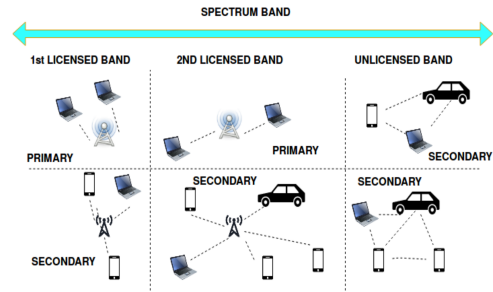 SPECTRUM BAND
1st LICENSED BAND
2ND LICENSED BAND
UNLICENSED BAND
PRIMARY
PRIMARY
SECONDARY
SECONDARY
SECONDARY
SECONDARY